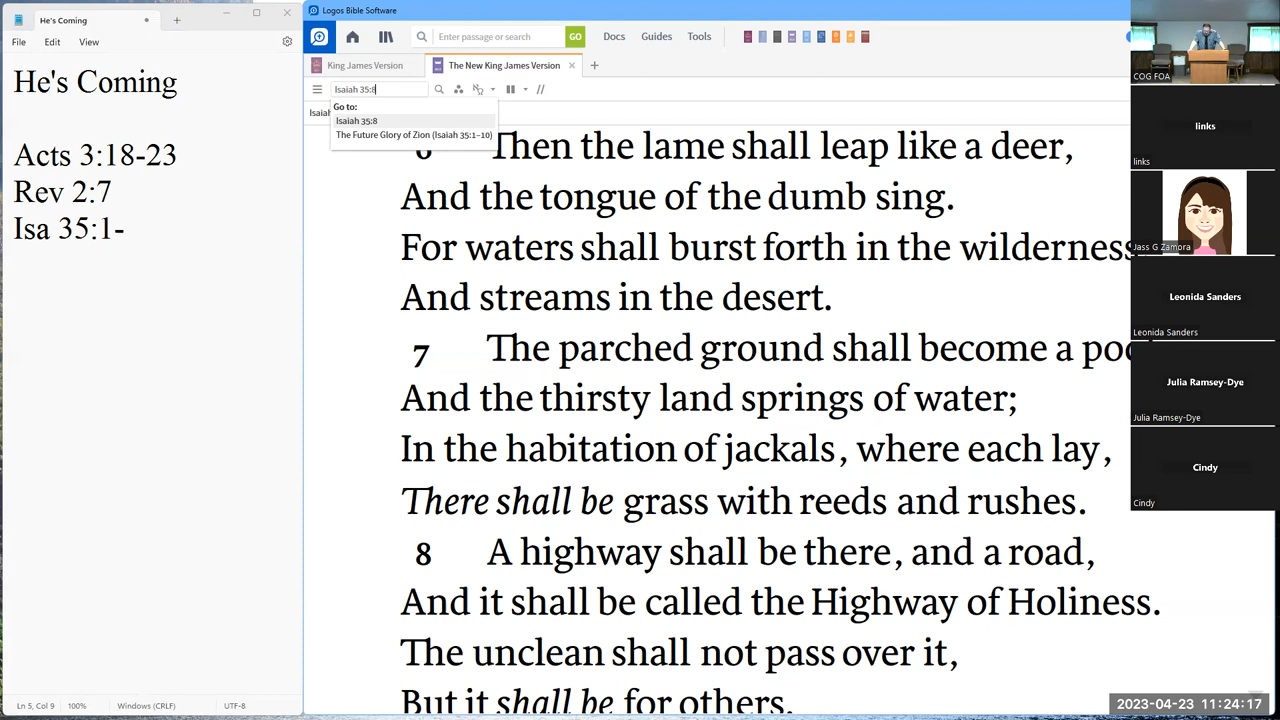 He's Coming
File Edit View
He's Coming
Acts 3:18-23
Rev 2:7
Isa 35:1-
Ln 5, Col 9 100% Windows (CRLF) UTF-8
Logos Bible Software
Enter passage or search GO Docs Guides Tools
King James Version The New King James Version
Isaiah 35:8
Go to:
Isaiah 35:8
The Future Glory of Zion (Isaiah 35:1–10)
Isaiah
6 Then the lame shall leap like a deer,
And the tongue of the dumb sing.
For waters shall burst forth in the wilderness
And streams in the desert.
7 The parched ground shall become a poo
And the thirsty land springs of water;
In the habitation of jackals, where each lay,
There shall be grass with reeds and rushes.
8 A highway shall be there, and a road,
And it shall be called the Highway of Holiness.
The unclean shall not pass over it,
But it shall be for others.
COG FOA
links
links
Jass G Zamora
Leonida Sanders
Leonida Sanders
Julia Ramsey-Dye
Julia Ramsey-Dye
Cindy
Cindy
2023-04-23 11:24:17